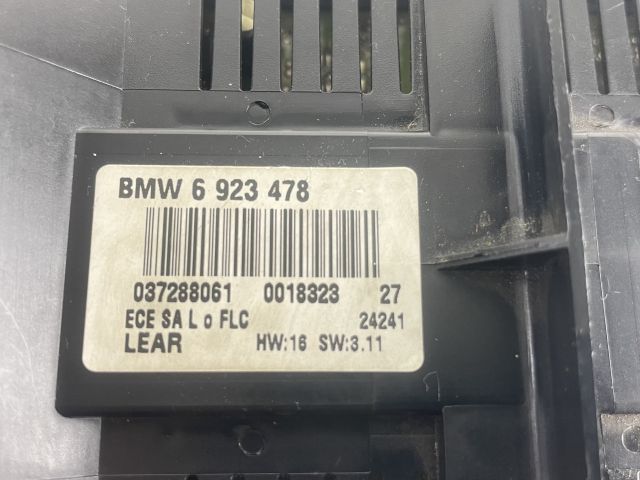 BMW 6 923 478
037288061 0018323 27
ECE SA L o FLC 24241
LEAR HW:16 SW:3.11